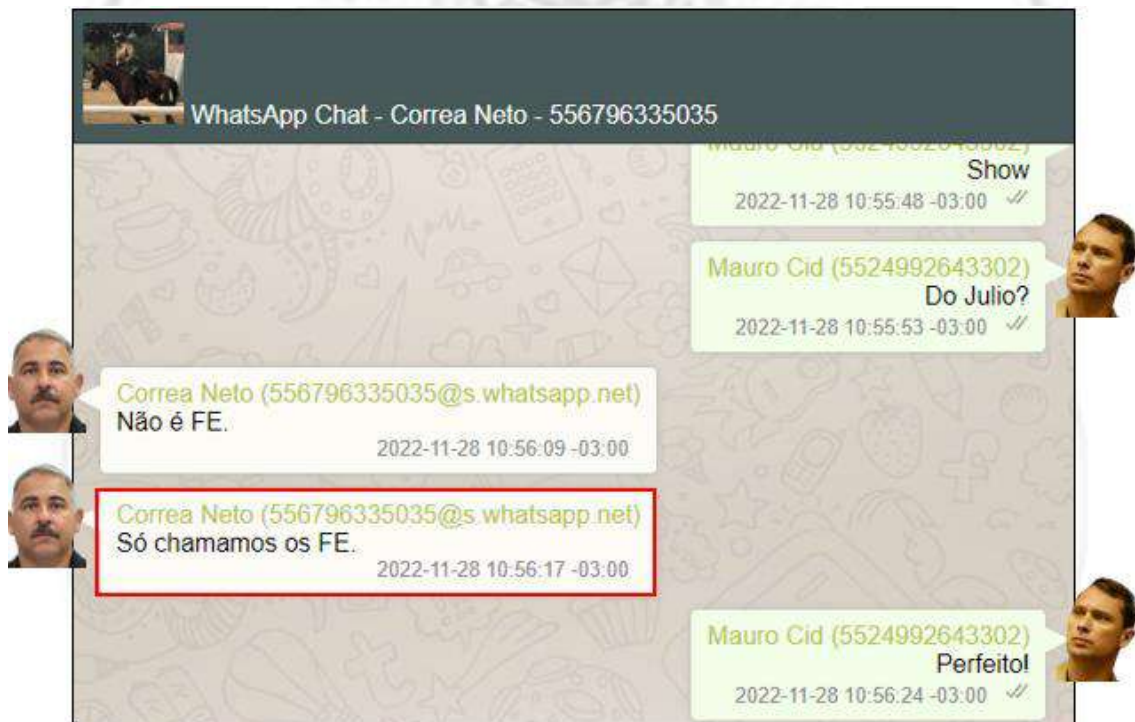 WhatsApp Chat - Correa Neto - 556796335035
Show
2022-11-28 10:55:48 -03:00
Mauro Cid (5524992643302)
Do Julio?
2022-11-28 10:55:53 -03:00
Correa Neto (556796335035@s.whatsapp.net)
Não é FE.
2022-11-28 10:56:09 -03:00
Correa Neto (556796335035@s.whatsapp.net)
Só chamamos os FE.
2022-11-28 10:56:17 -03:00
Mauro Cid (5524992643302)
Perfeito!
2022-11-28 10:56:24 -03:00